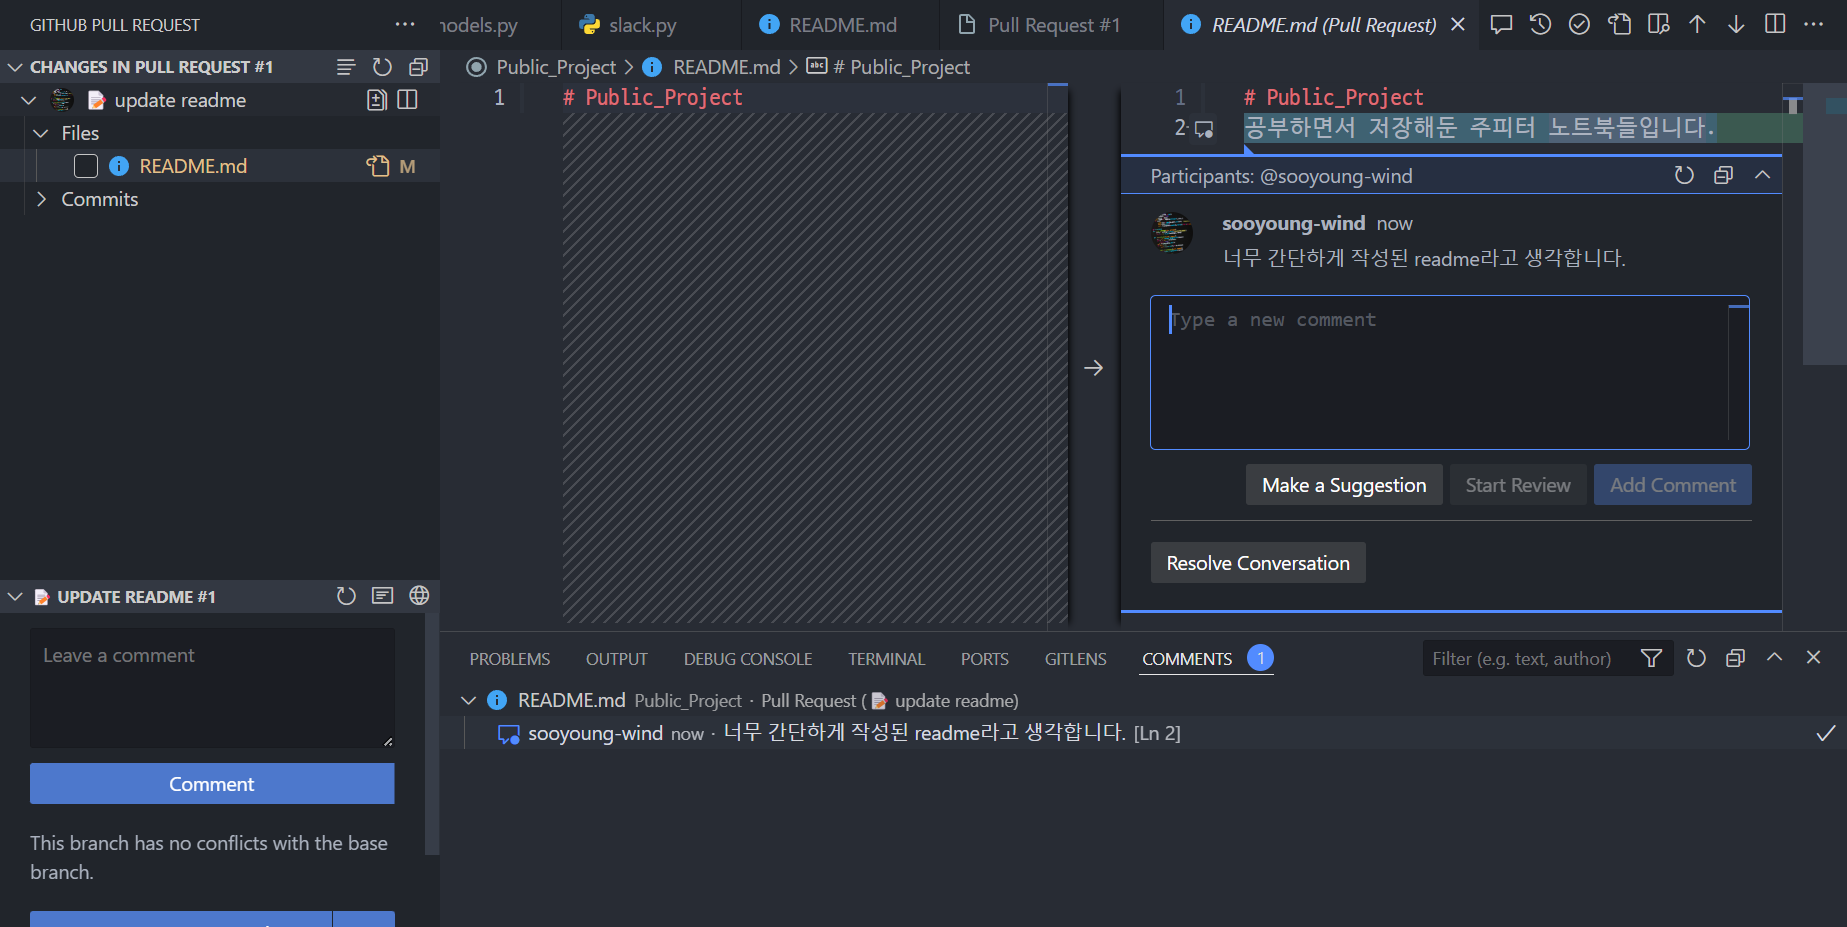 GITHUB PULL REQUEST
models.py
slack.py
README.md
Pull Request #1
README.md (Pull Request)
CHANGES IN PULL REQUEST #1
update readme
Files
README.md
M
Commits
Public_Project
README.md
# Public_Project
1
# Public_Project
1
# Public_Project
2
공부하면서 저장해둔 주피터 노트북들입니다.
Participants: @sooyoung-wind
sooyoung-wind now
너무 간단하게 작성된 readme라고 생각합니다.
Type a new comment
Make a Suggestion
Start Review
Add Comment
Resolve Conversation
UPDATE README #1
Leave a comment
Comment
This branch has no conflicts with the base
branch.
PROBLEMS
OUTPUT
DEBUG CONSOLE
TERMINAL
PORTS
GITLENS
COMMENTS
1
Filter (e.g. text, author)
README.md Public_Project · Pull Request (📝 update readme)
sooyoung-wind now · 너무 간단하게 작성된 readme라고 생각합니다. [Ln 2]